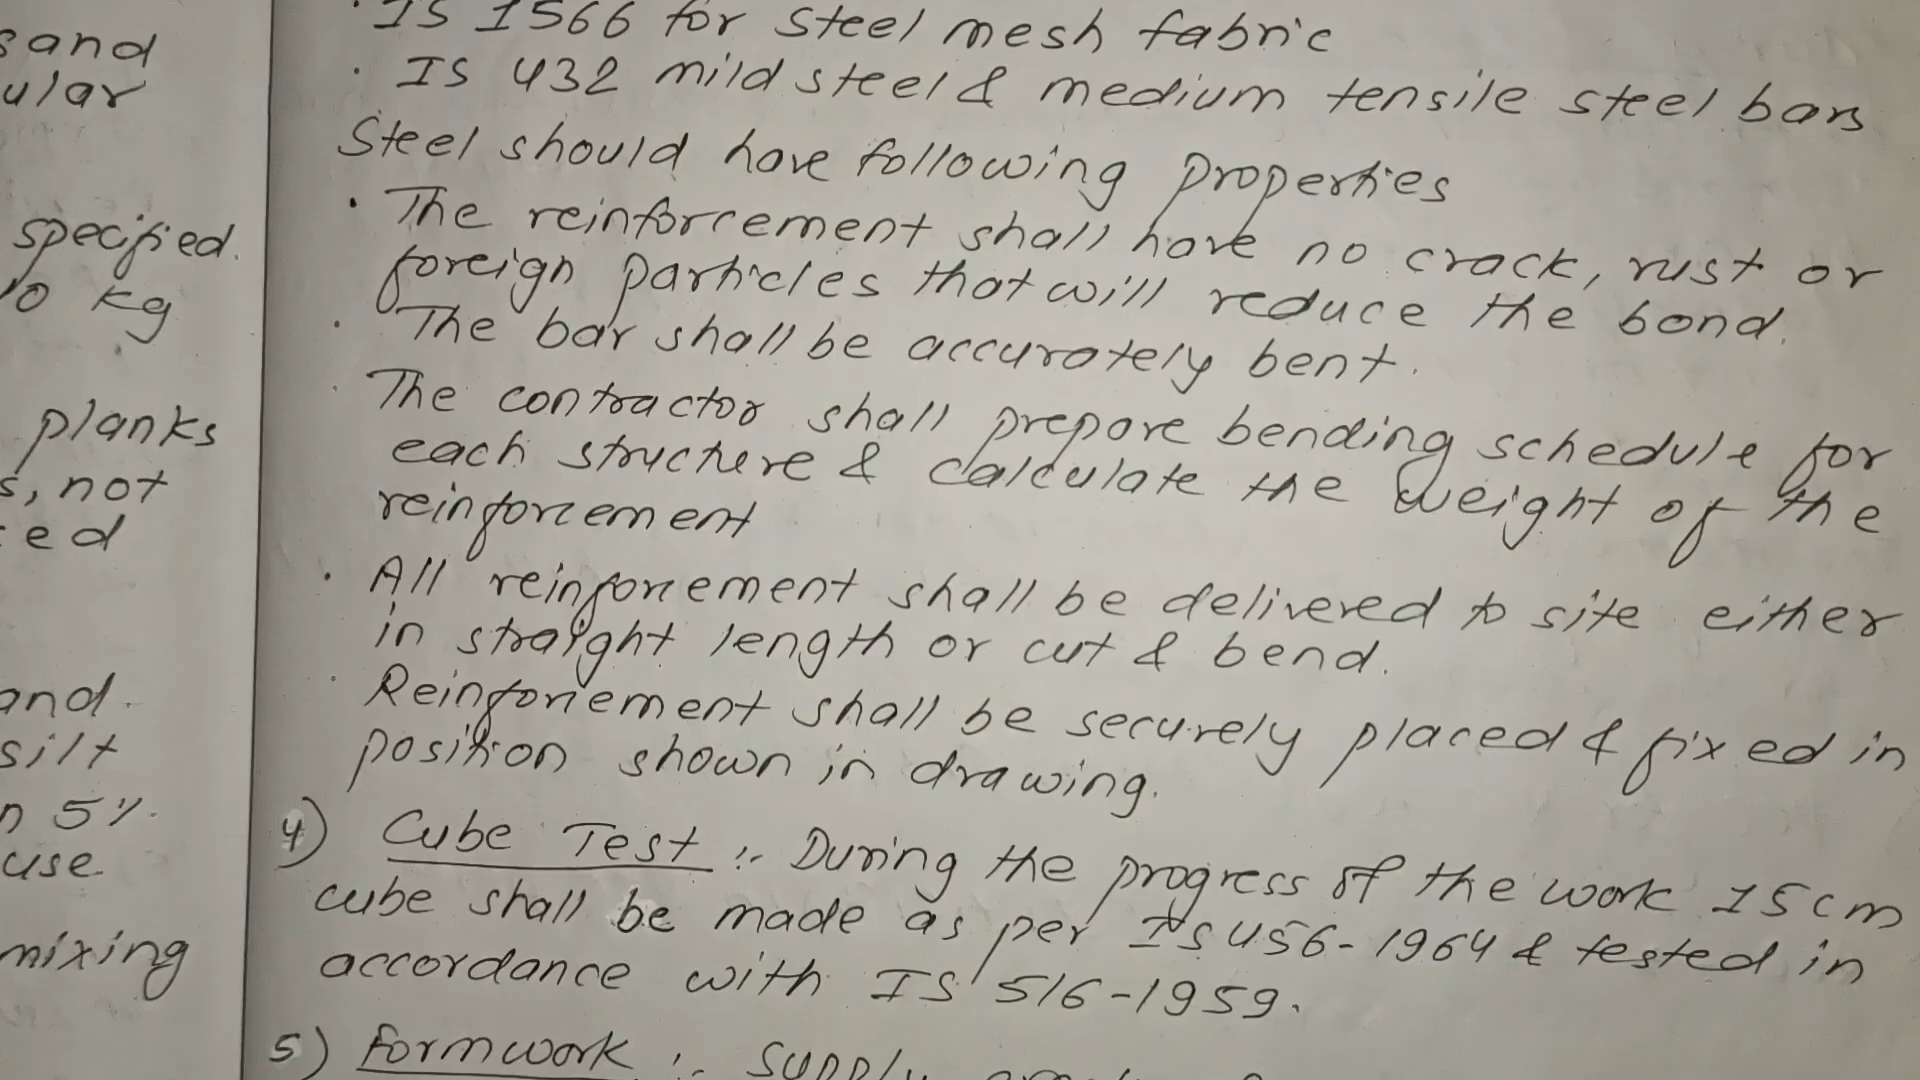 sand
ular
specified.
kg
planks
s, not
ed
and.
silt
n 5%.
use
mixing
· IS 1566 for steel mesh fabric
· IS 432 mild steel & medium tensile steel bars
Steel should have following properties
· The reinforcement shall have no crack, rust or
foreign particles that will reduce the bond.
· The bar shall be accurately bent.
· The contractor shall prepare bending schedule for
each structure & calculate the weight of the
reinforcement
· All reinforcement shall be delivered to site either
in straight length or cut & bend.
· Reinforcement shall be securely placed & fixed in
position shown in drawing.
4) Cube Test :- During the progress of the work 15cm
cube shall be made as per IS 456-1964 & tested in
accordance with IS 516-1959.
5) Formwork :- Supply